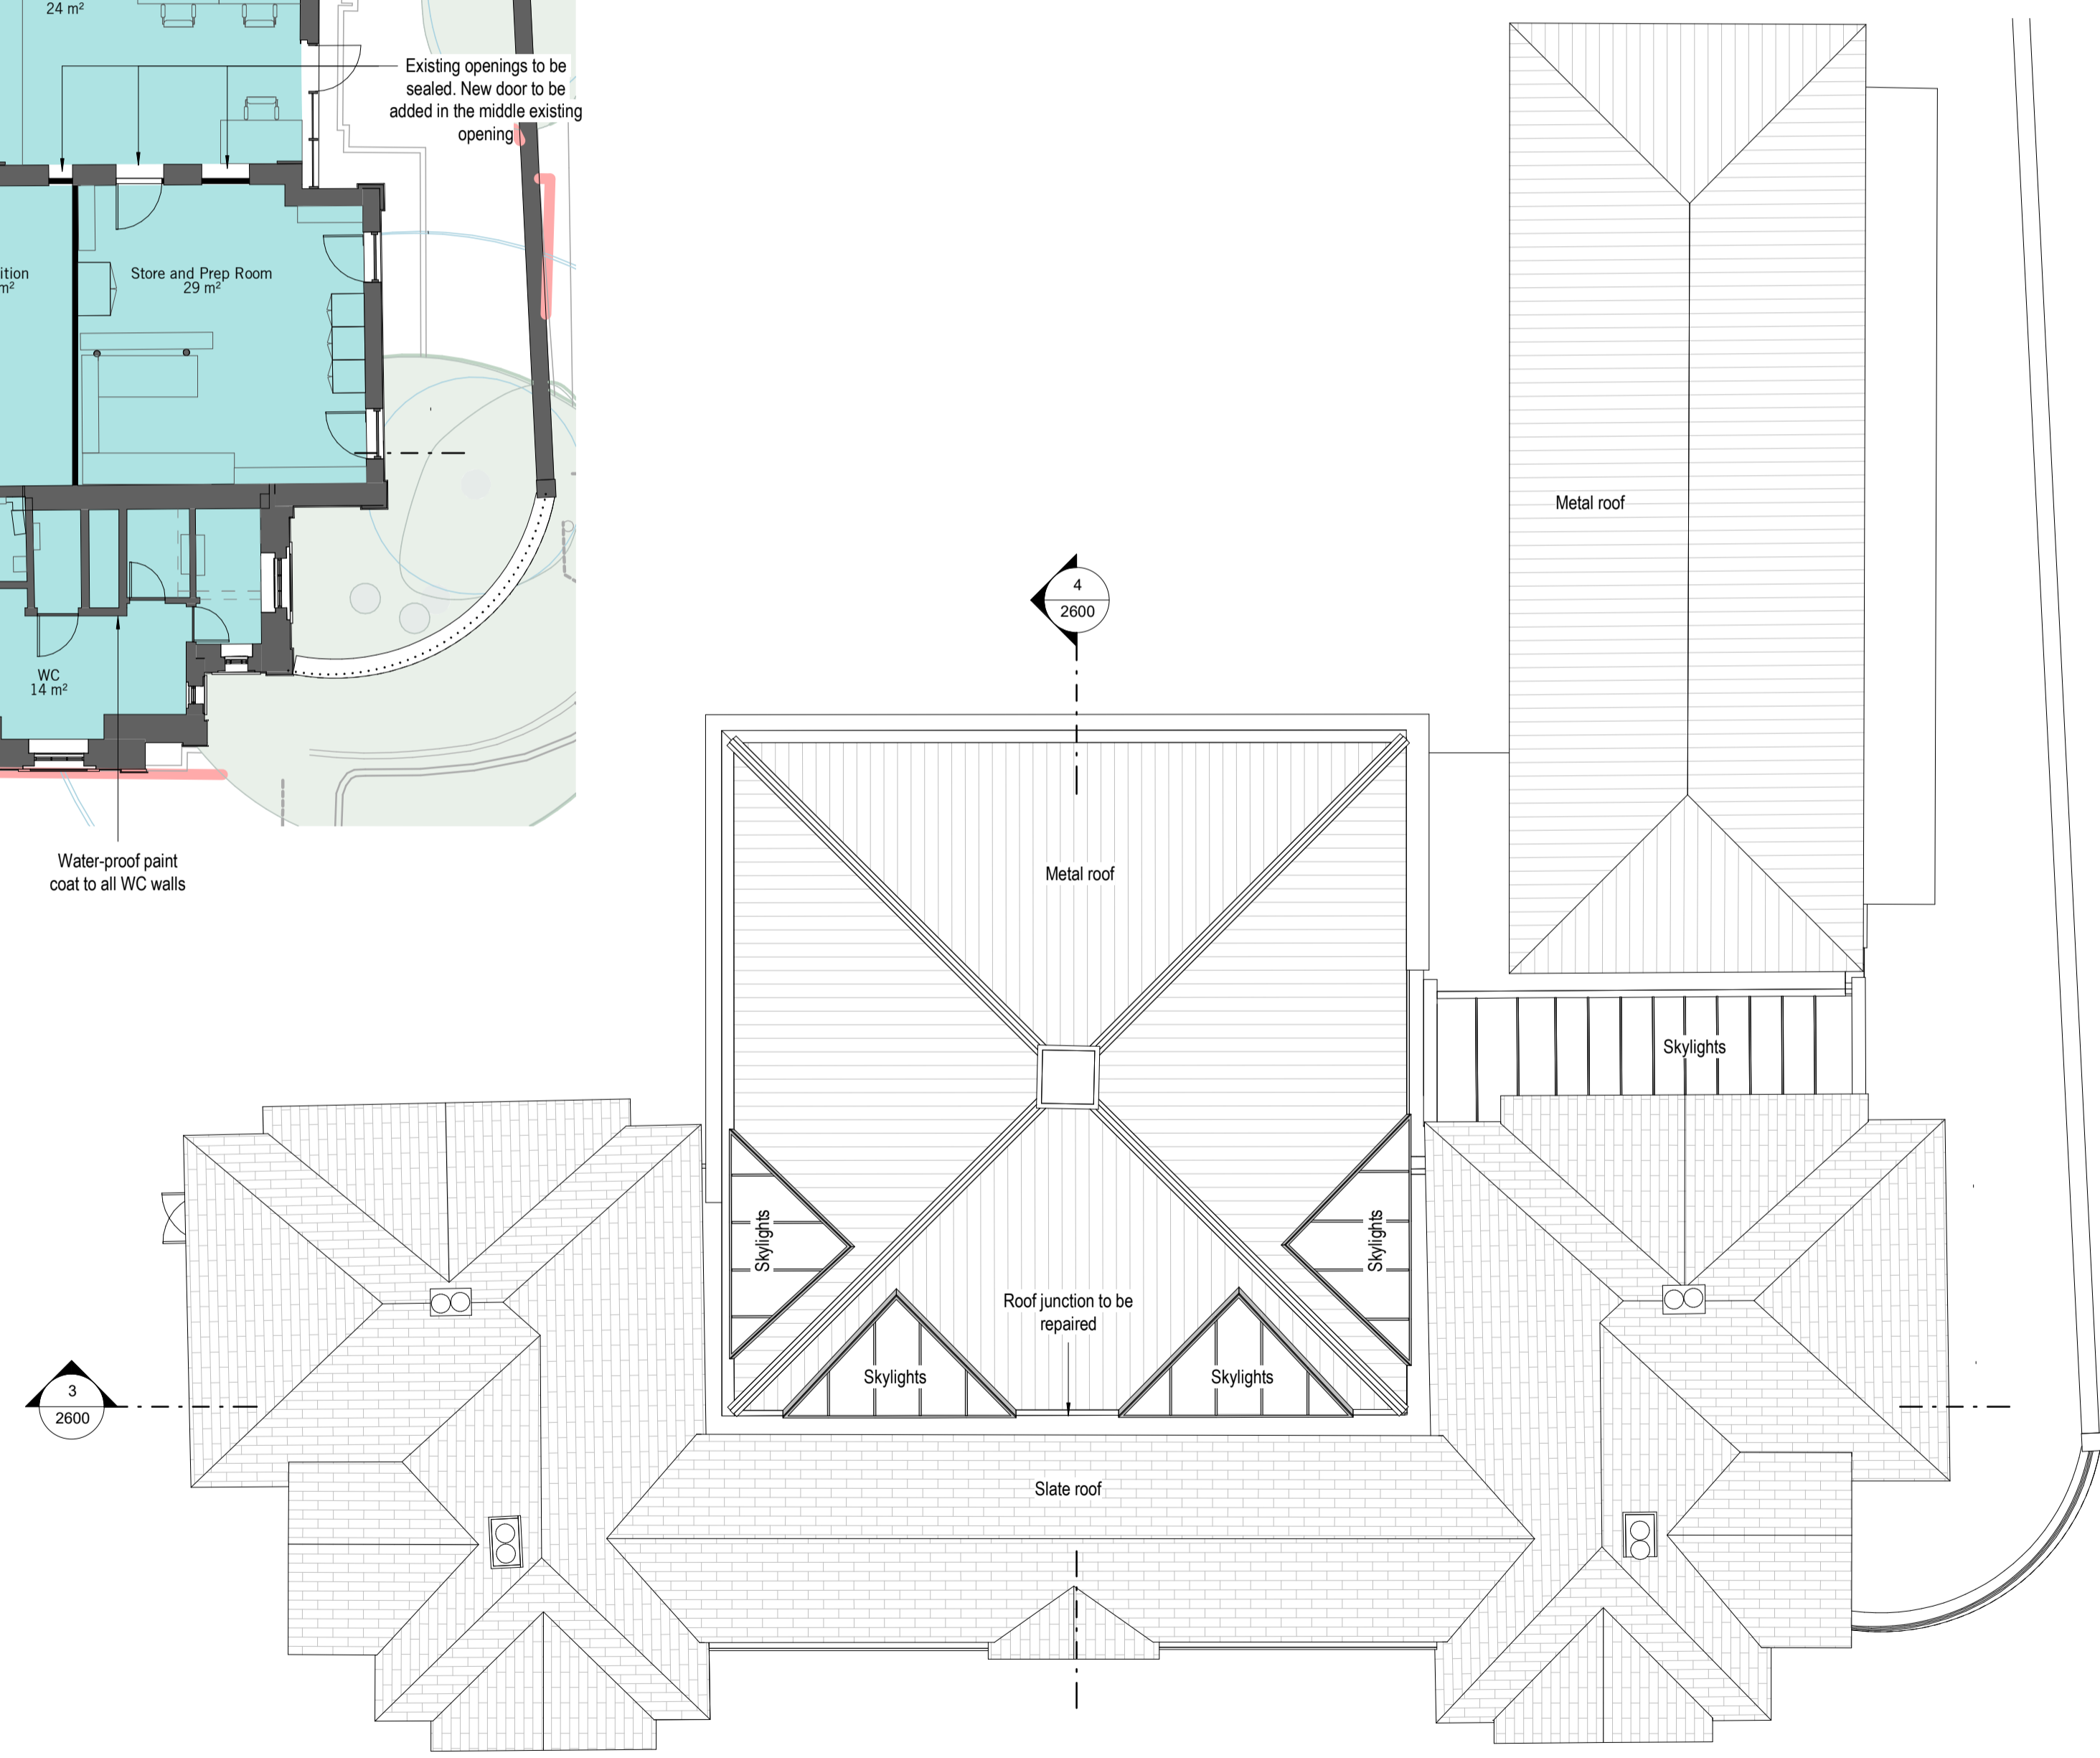 24 m²
Existing openings to be
sealed. New door to be
added in the middle existing
opening
ition
m²
Store and Prep Room
29 m²
WC
14 m²
Water-proof paint
coat to all WC walls
Metal roof
4
2600
Metal roof
Skylights
Skylights
Skylights
Roof junction to be
repaired
Skylights
Skylights
3
2600
Slate roof